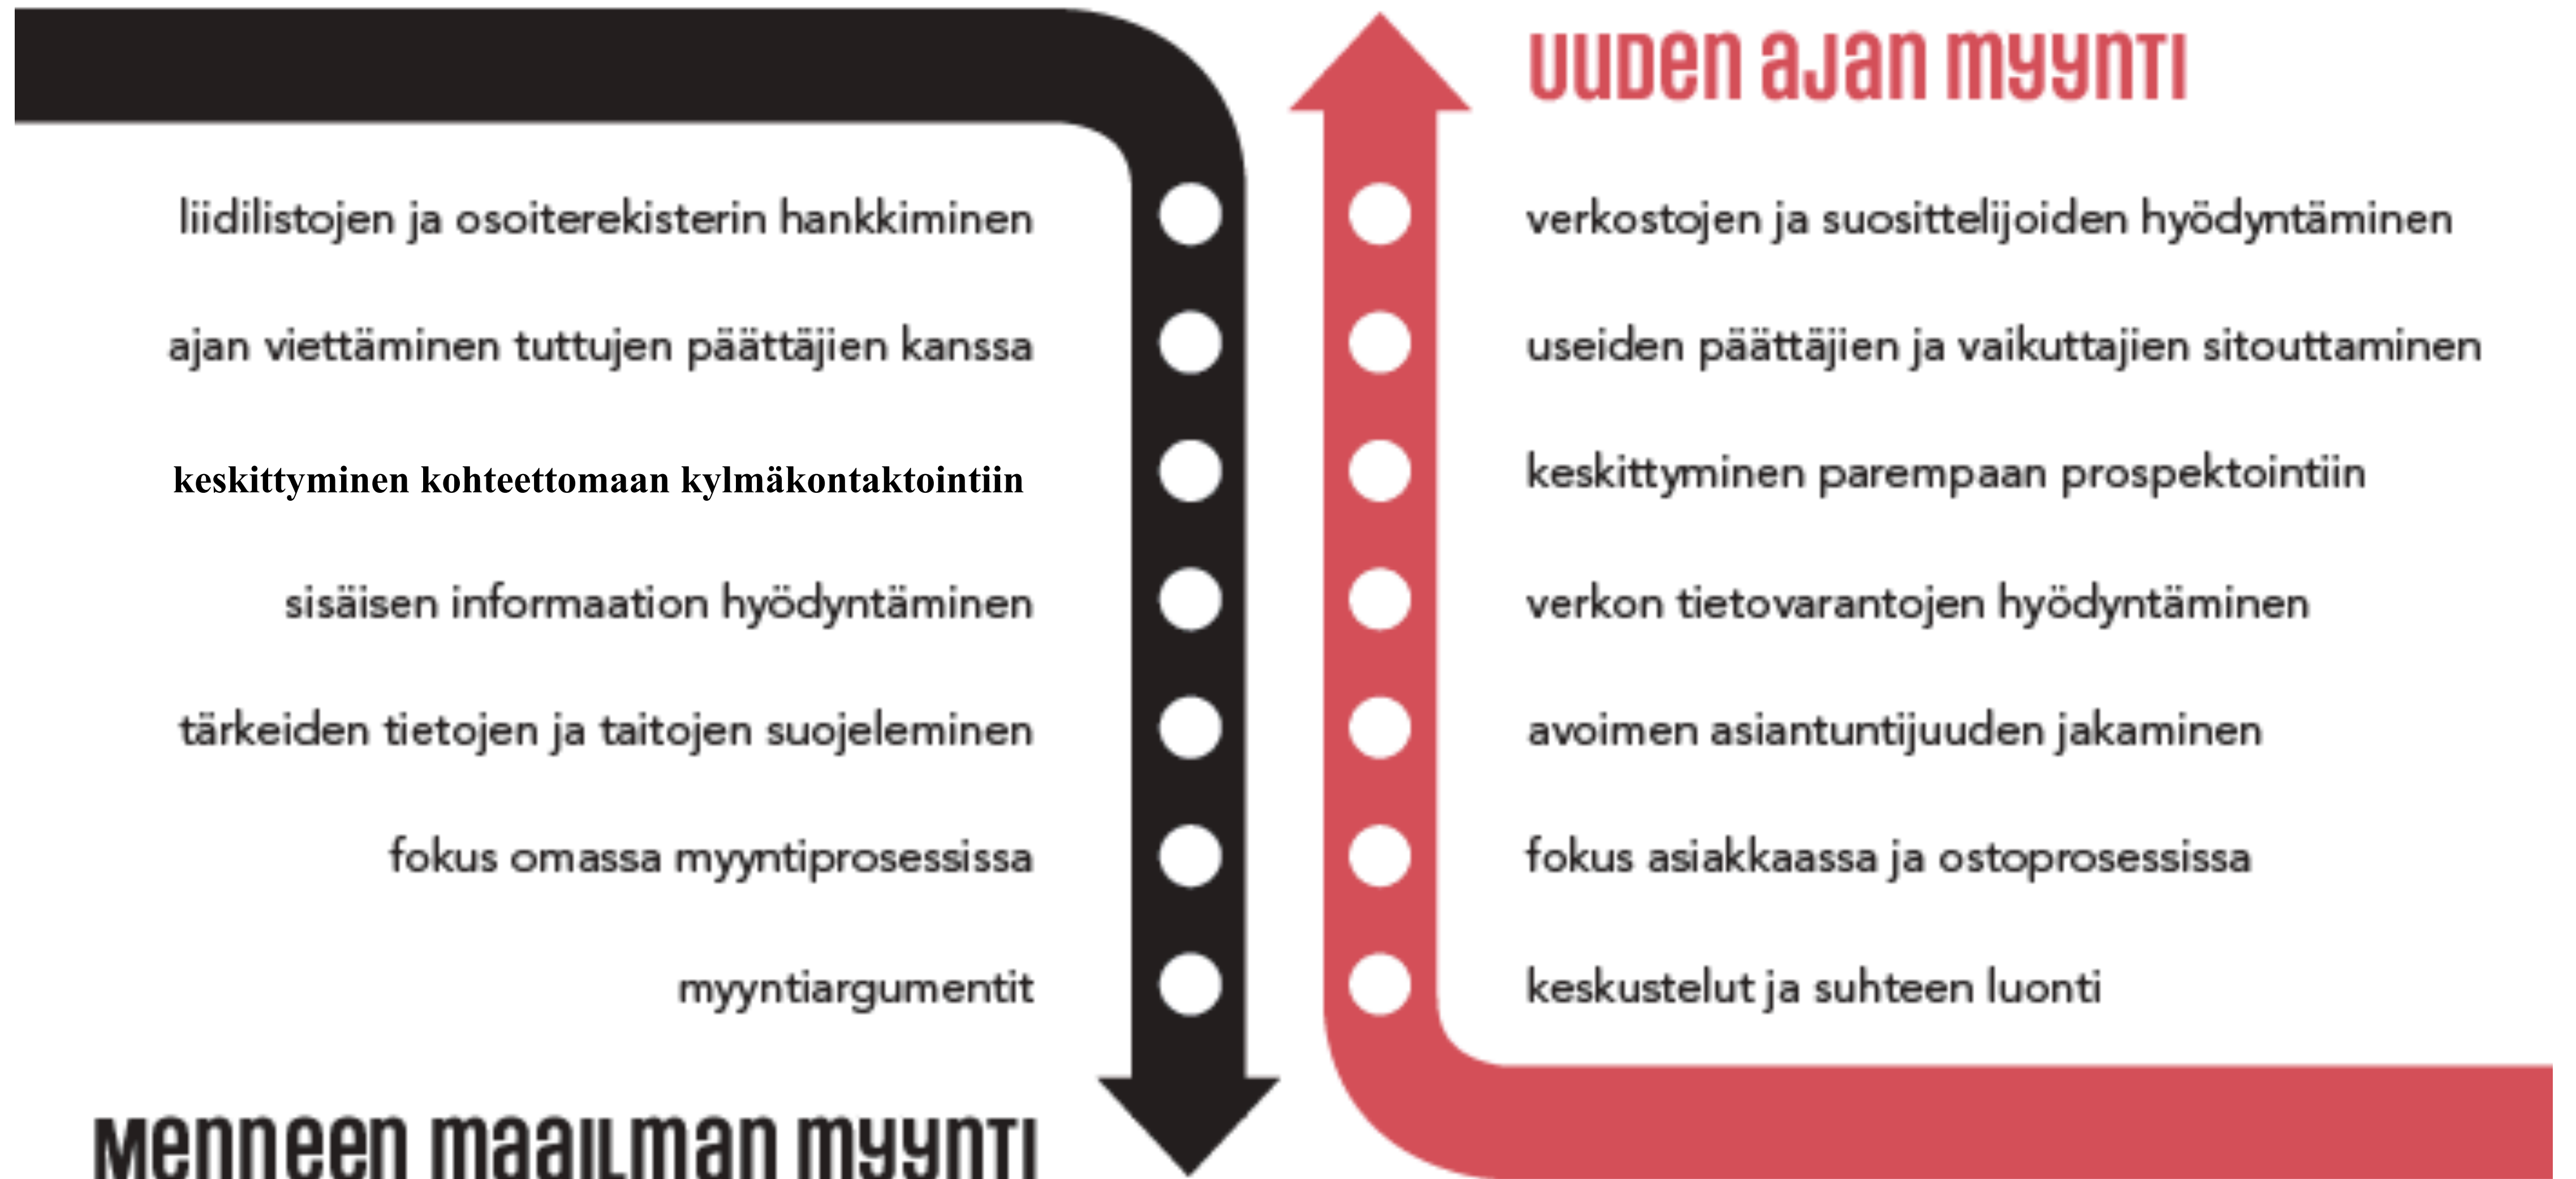 UUDEN AJAN MYYNTI
liidilistojen ja osoiterekisterin hankkiminen
verkostojen ja suosittelijoiden hyödyntäminen
ajan viettäminen tuttujen päättäjien kanssa
useiden päättäjien ja vaikuttajien sitouttaminen
keskittyminen kohteettomaan kylmäkontaktointiin
keskittyminen parempaan prospektointiin
sisäisen informaation hyödyntäminen
verkon tietovarantojen hyödyntäminen
tärkeiden tietojen ja taitojen suojeleminen
avoimen asiantuntijuuden jakaminen
fokus omassa myyntiprosessissa
fokus asiakkaassa ja ostoprosessissa
myyntiargumentit
keskustelut ja suhteen luonti
MENNEEN MAAILMAN MYYNTI